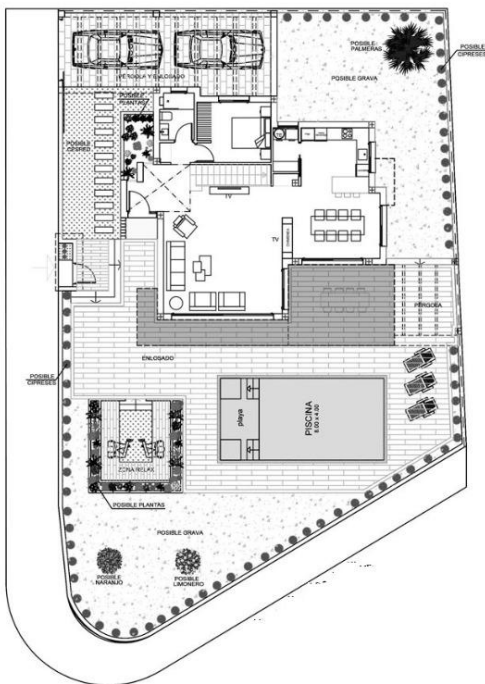 POSIBLE
PALMERAS
POSIBLE
CIPRESES
PERGOLA Y ENLOSADO
POSIBLE GRAVA
POSIBLE
PLANTAS
POSIBLE
CESPED
TV
TV
PERGOLA
ENLOSADO
POSIBLE
CIPRESES
playa
PISCINA
8.00 x 4.00
ZONA RELAX
POSIBLE PLANTAS
POSIBLE GRAVA
POSIBLE
NARANJO
POSIBLE
LIMONERO